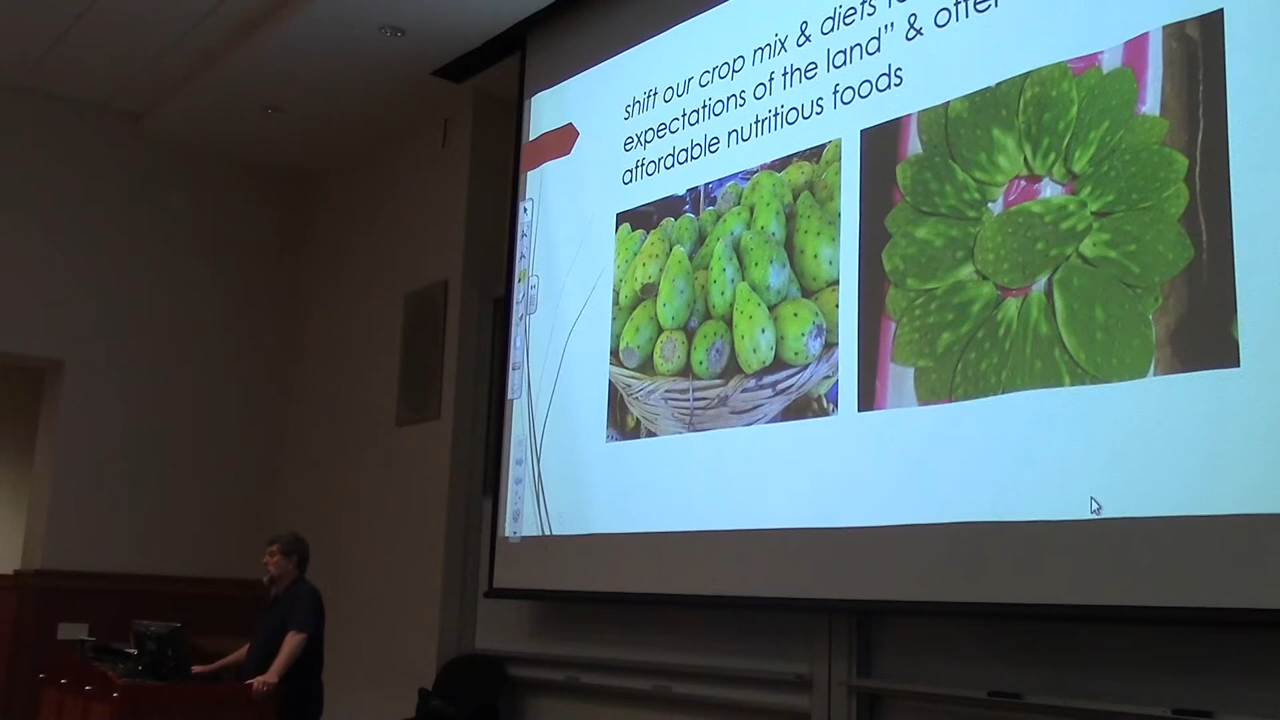 shift our crop mix & diets
expectations of the land" & offer
affordable nutritious foods